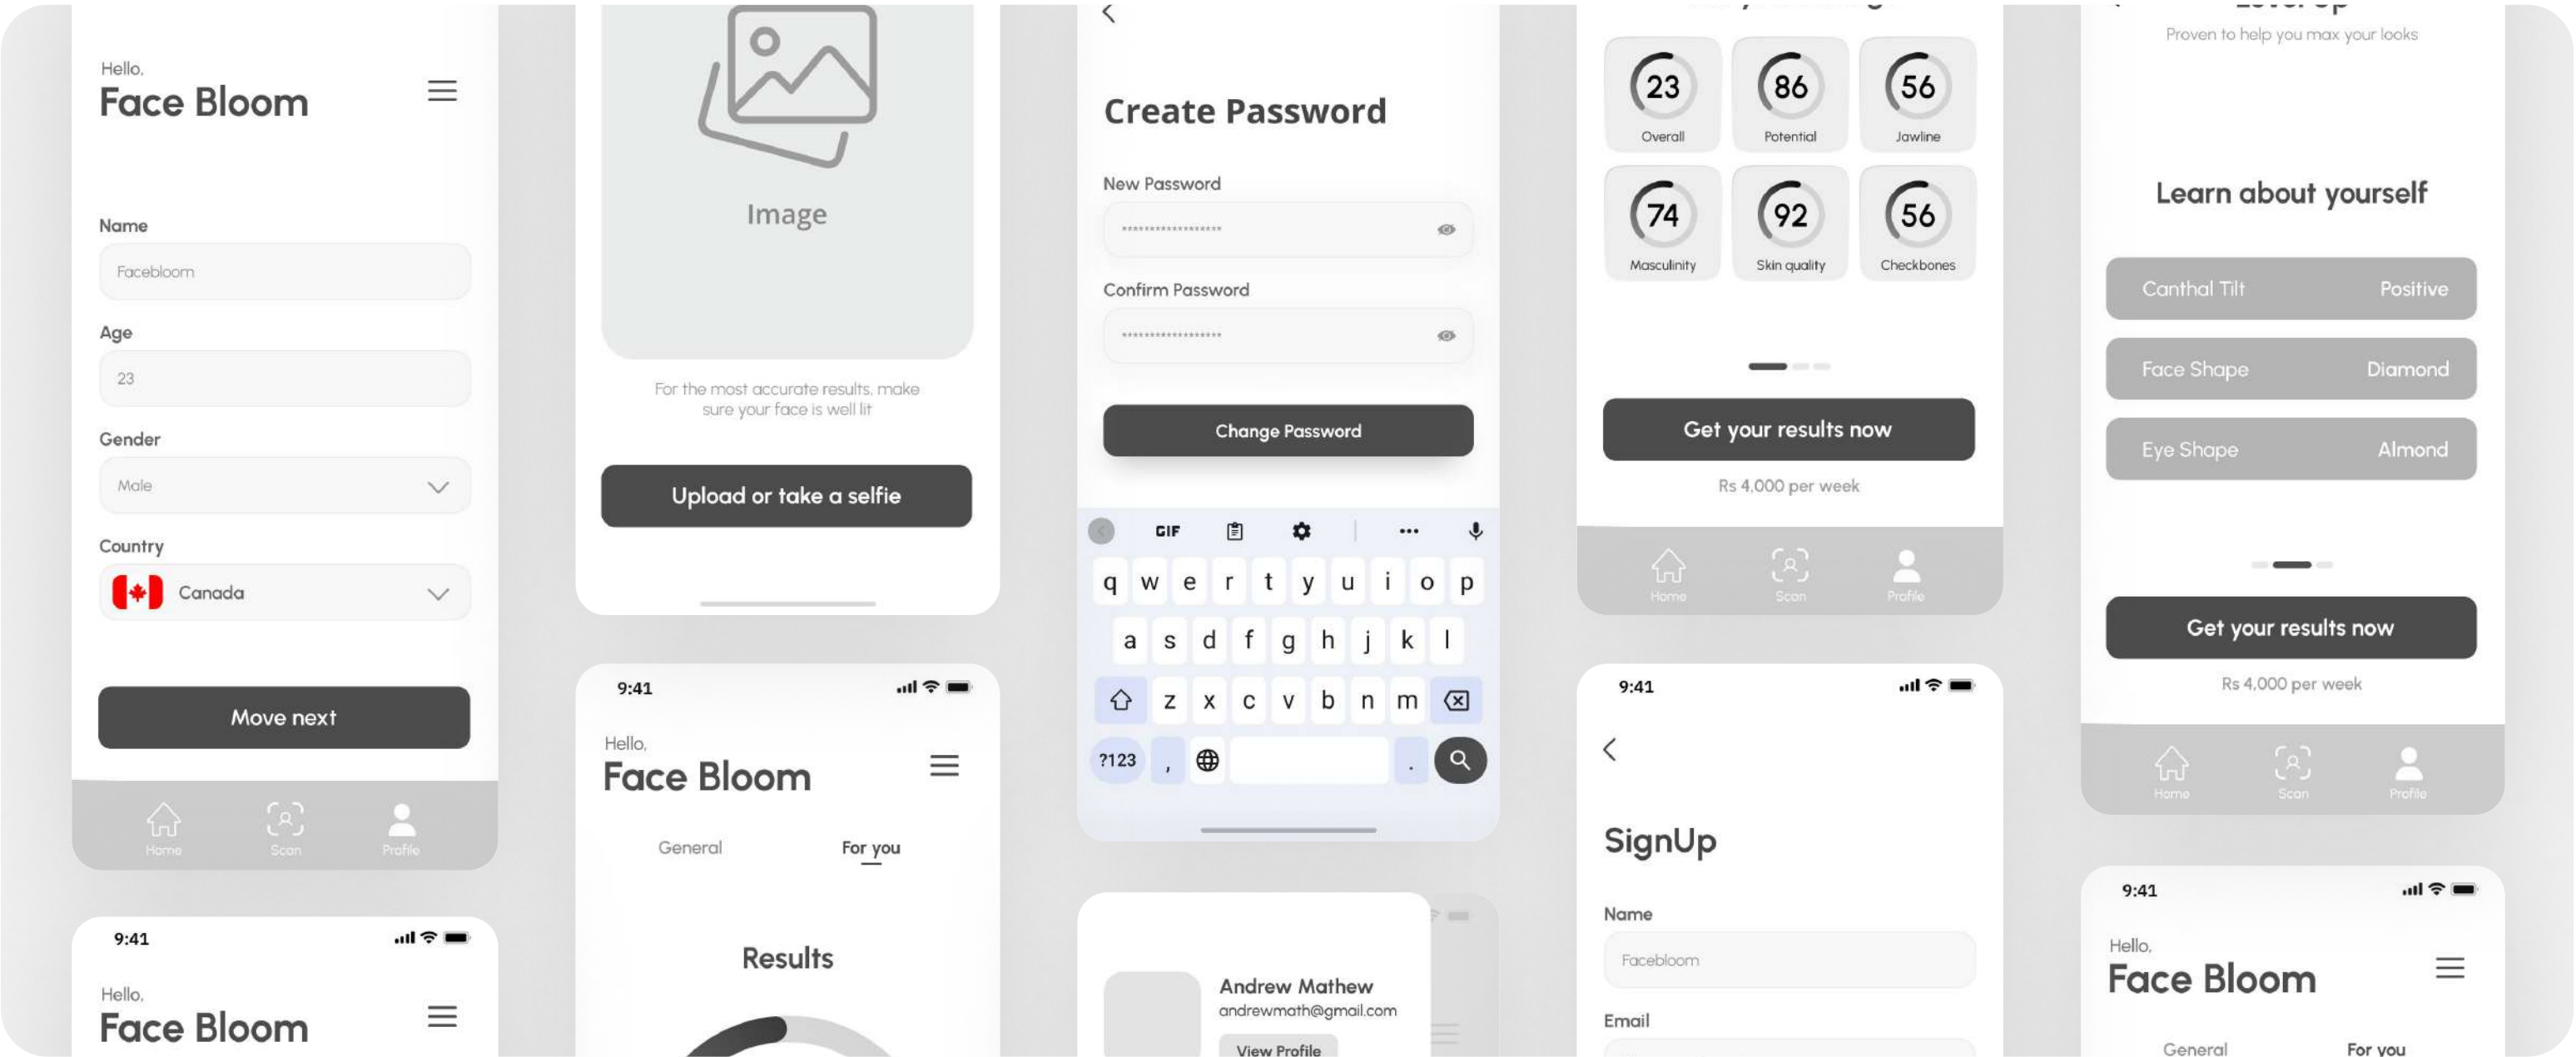 Hello,
Face Bloom
Name
Facebloom
Age
23
Gender
Male
Country
Canada
Move next
Home
Scan
Profile
9:41
Hello,
Face Bloom
Image
For the most accurate results, make
sure your face is well lit
Upload or take a selfie
9:41
Hello,
Face Bloom
General
For you
Results
Create Password
New Password
******************
Confirm Password
******************
Change Password
GIF
q w e r t y u i o p
a s d f g h j k l
z x c v b n m
?123 , .
Andrew Mathew
andrewmath@gmail.com
View Profile
23
Overall
86
Potential
56
Jawline
74
Masculinity
92
Skin quality
56
Checkbones
Get your results now
Rs 4,000 per week
Home
Scan
Profile
9:41
SignUp
Name
Facebloom
Email
Proven to help you max your looks
Learn about yourself
Canthal Tilt Positive
Face Shape Diamond
Eye Shape Almond
Get your results now
Rs 4,000 per week
Home
Scan
Profile
9:41
Hello,
Face Bloom
General
For you